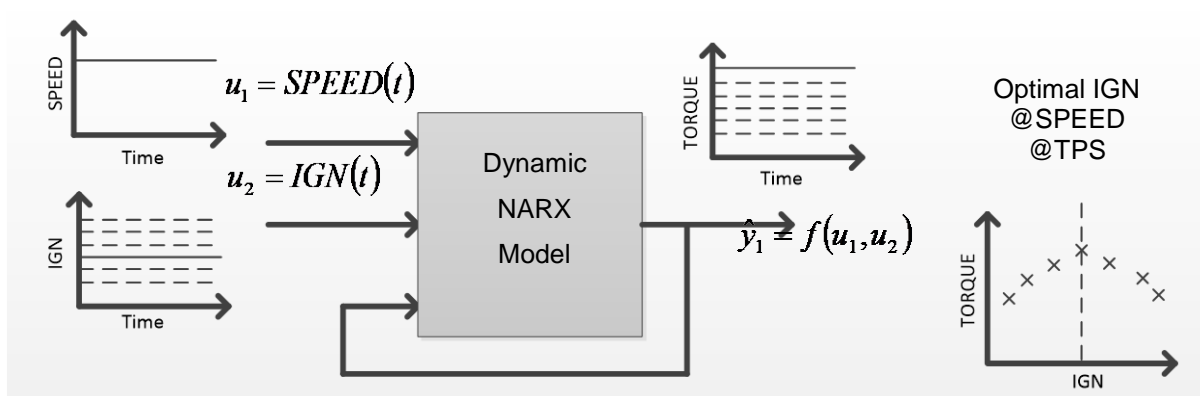 SPEED
Time
u₁ = SPEED(t)
u₂ = IGN(t)
IGN
Time
Dynamic
NARX
Model
TORQUE
Time
ŷ₁ = f(u₁,u₂)
Optimal IGN
@SPEED
@TPS
TORQUE
IGN